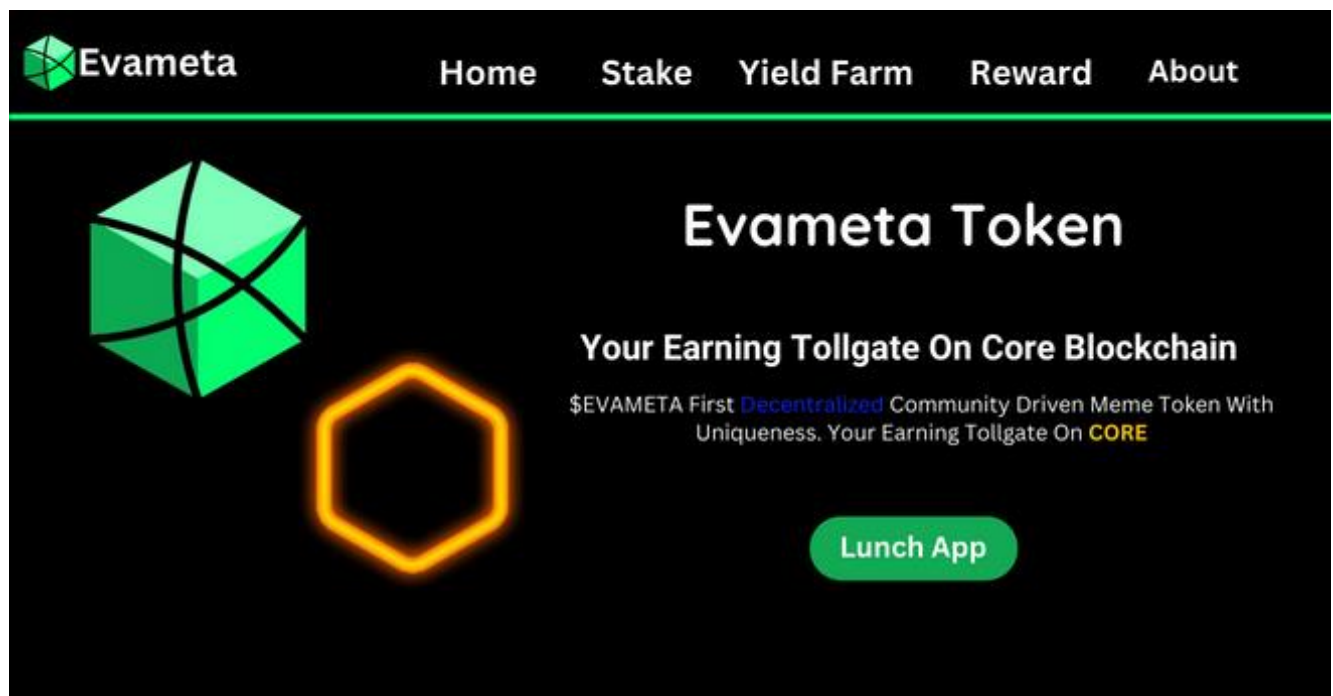 Evameta
Home Stake Yield Farm Reward About
Evameta Token
Your Earning Tollgate On Core Blockchain
$EVAMETA First Decentralized Community Driven Meme Token With
Uniqueness. Your Earning Tollgate On CORE
Lunch App